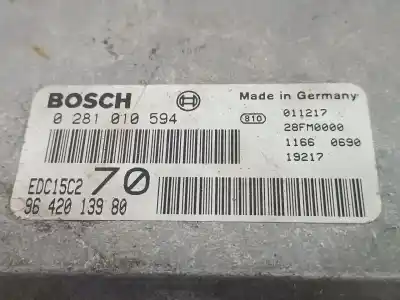 BOSCH
Made in Germany
0 281 010 594
810
011217
28FM0000
1166 0690
19217
EDC15C2 70
96 420 139 80